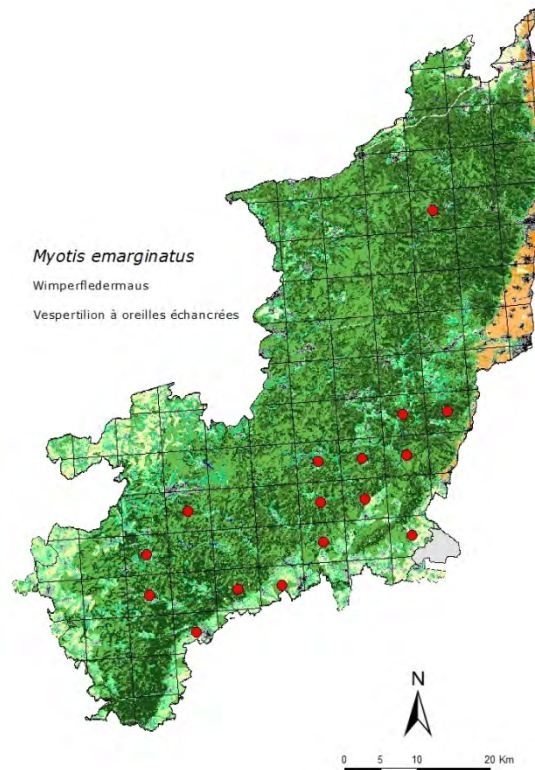 Myotis emarginatus
Wimperfledermaus
Vespertilion à oreilles échancrées
N
0 5 10 20 Km